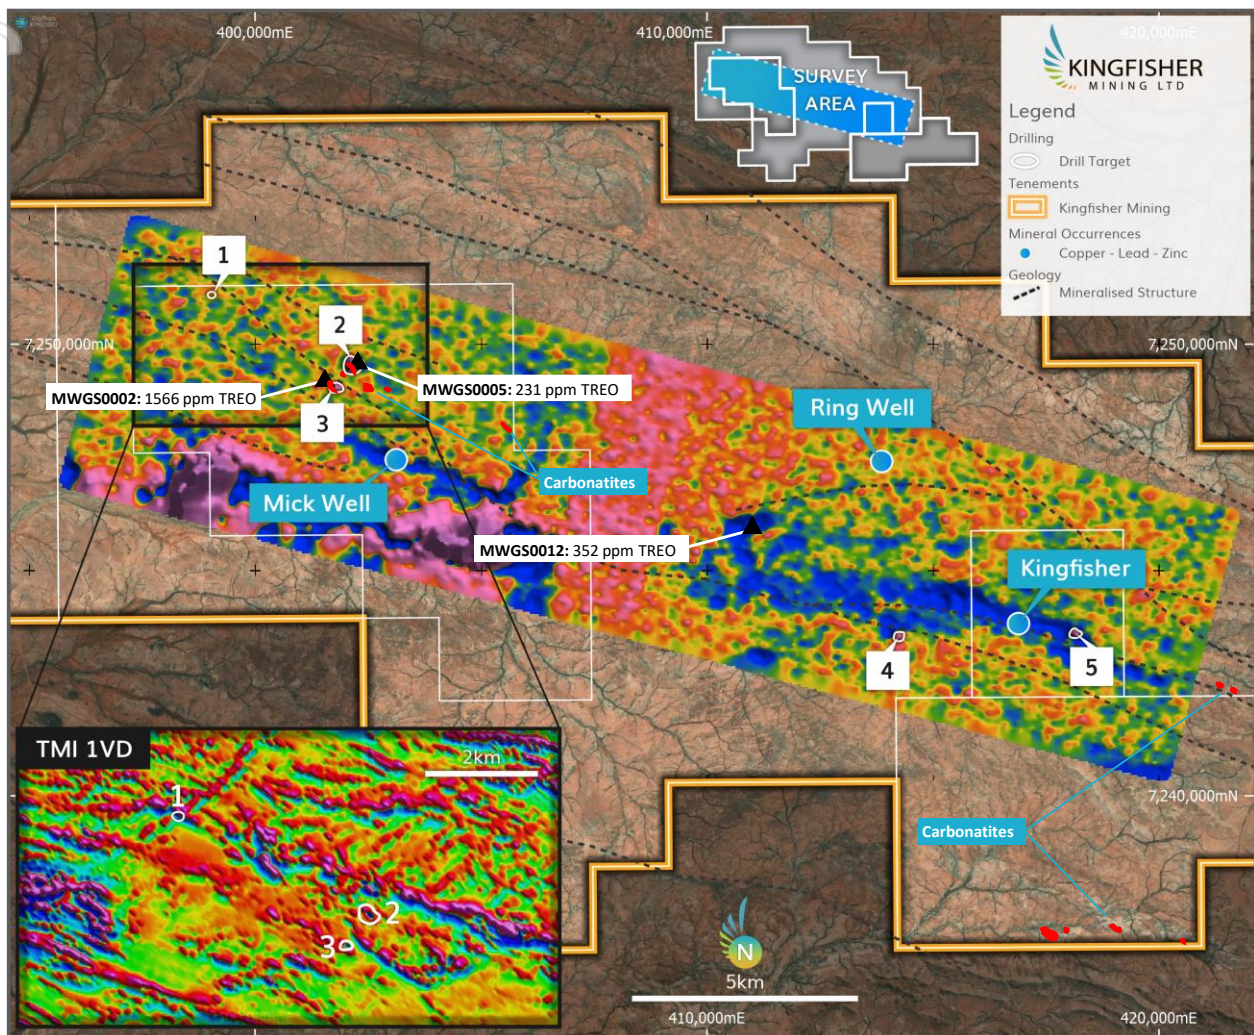 400,000mE
410,000mE
420,000mE
SURVEY
AREA
KINGFISHER
MINING LTD
Legend
Drilling
Drill Target
Tenements
Kingfisher Mining
Mineral Occurrences
Copper - Lead - Zinc
Geology
Mineralised Structure
1
2
7,250,000mN
7,250,000mN
MWGS0002: 1566 ppm TREO
MWGS0005: 231 ppm TREO
3
Ring Well
Mick Well
Carbonatites
MWGS0012: 352 ppm TREO
Kingfisher
4
5
TMI 1VD
2km
1
2
3
7,240,000mN
Carbonatites
N
5km
410,000mE
420,000mE